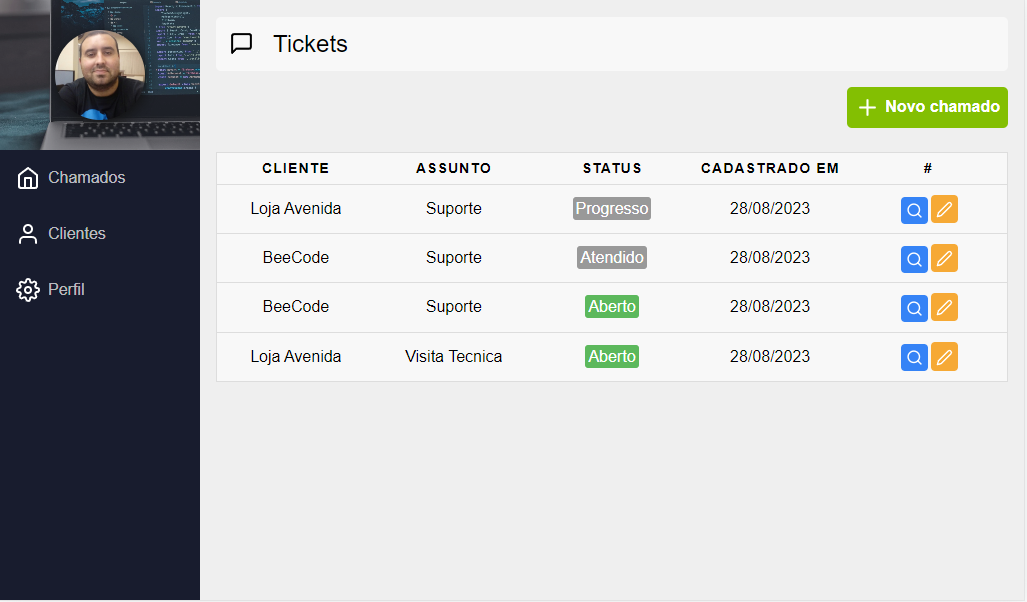 Tickets
Novo chamado
Chamados
Clientes
Perfil
CLIENTE ASSUNTO STATUS CADASTRADO EM #
Loja Avenida Suporte Progresso 28/08/2023
BeeCode Suporte Atendido 28/08/2023
BeeCode Suporte Aberto 28/08/2023
Loja Avenida Visita Tecnica Aberto 28/08/2023